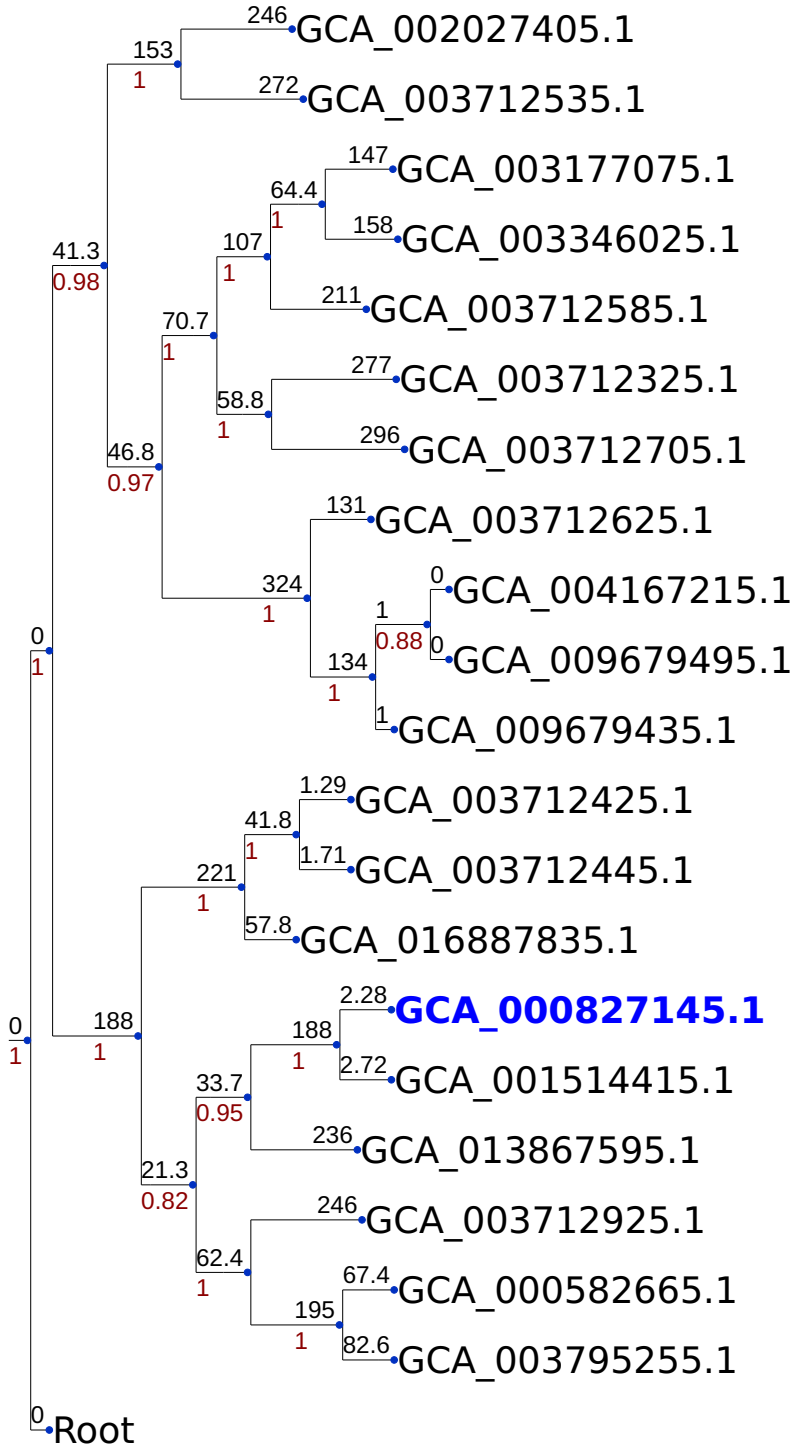 246
GCA_002027405.1
153
1
272
GCA_003712535.1
147
GCA_003177075.1
64.4
1
158
GCA_003346025.1
107
1
41.3
0.98
211
GCA_003712585.1
70.7
1
277
GCA_003712325.1
58.8
1
296
GCA_003712705.1
46.8
0.97
131
GCA_003712625.1
324
1
0
GCA_004167215.1
1
0.88
0
GCA_009679495.1
0
1
134
1
1
GCA_009679435.1
1.29
GCA_003712425.1
41.8
1
1.71
GCA_003712445.1
221
1
57.8
GCA_016887835.1
2.28
GCA_000827145.1
0
1
188
1
188
1
2.72
GCA_001514415.1
33.7
0.95
236
GCA_013867595.1
21.3
0.82
246
GCA_003712925.1
62.4
1
67.4
GCA_000582665.1
195
1
82.6
GCA_003795255.1
0
Root